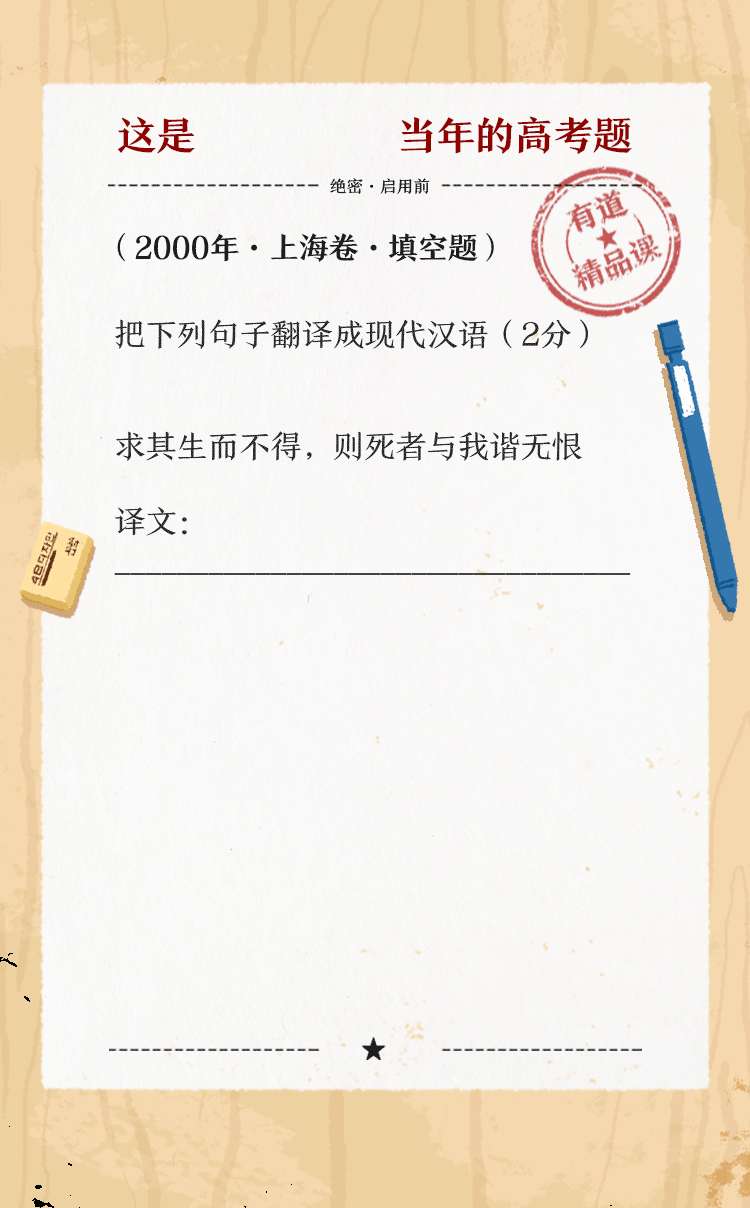 这是 当年的高考题
绝密·启用前
有道
精品课
（2000年·上海卷·填空题）
把下列句子翻译成现代汉语（2分）
求其生而不得，则死者与我谐无恨
译文：